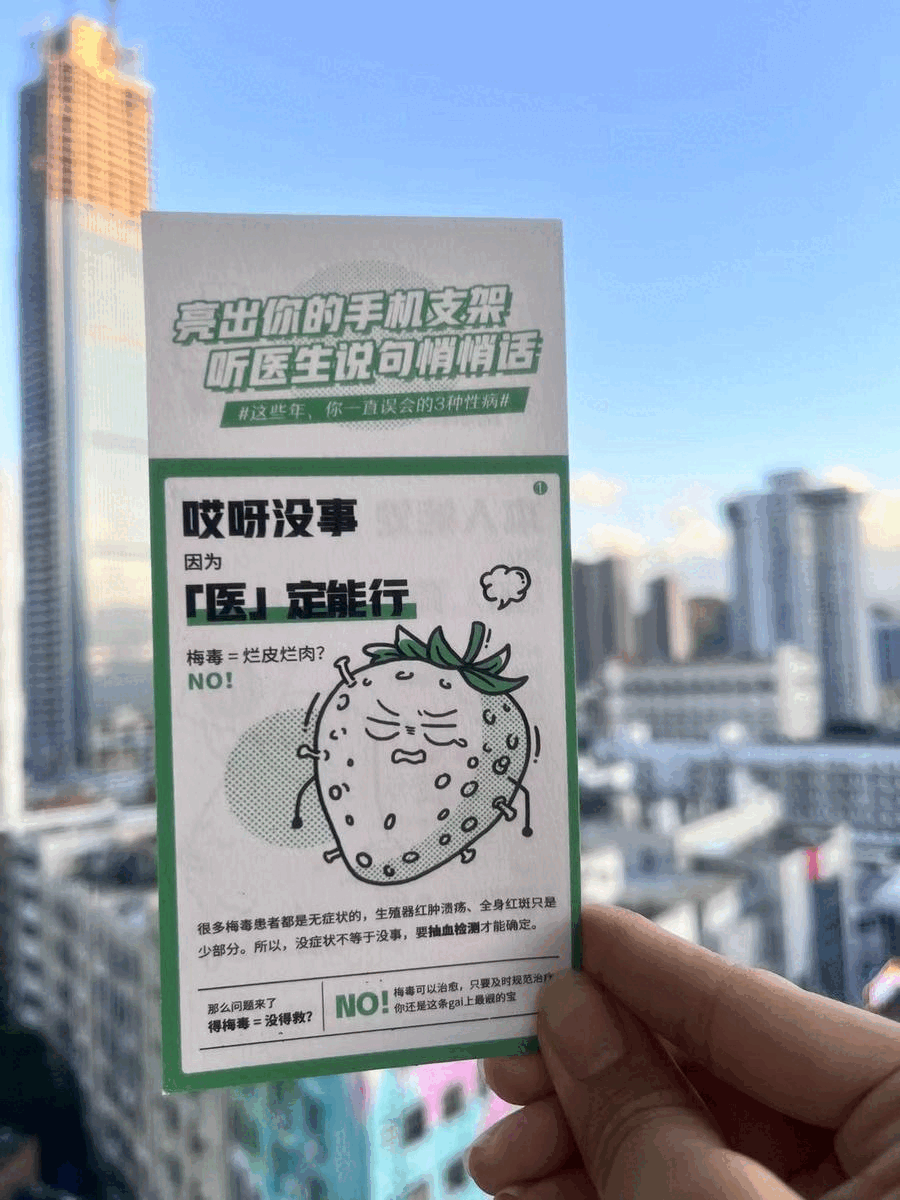 亮出你的手机支架
听医生说句悄悄话
#这些年、你一直误会的3种性病#
①
哎呀没事
因为
「医」定能行
梅毒=烂皮烂肉?
NO!
很多梅毒患者都是无症状的，生殖器红肿溃疡、全身红斑只是
少部分。所以，没症状不等于没事，要抽血检测才能确定。
那么问题来了
得梅毒=没得救?
NO!
梅毒可以治愈，只要及时规范治疗
你还是这条gai上最靓的宝